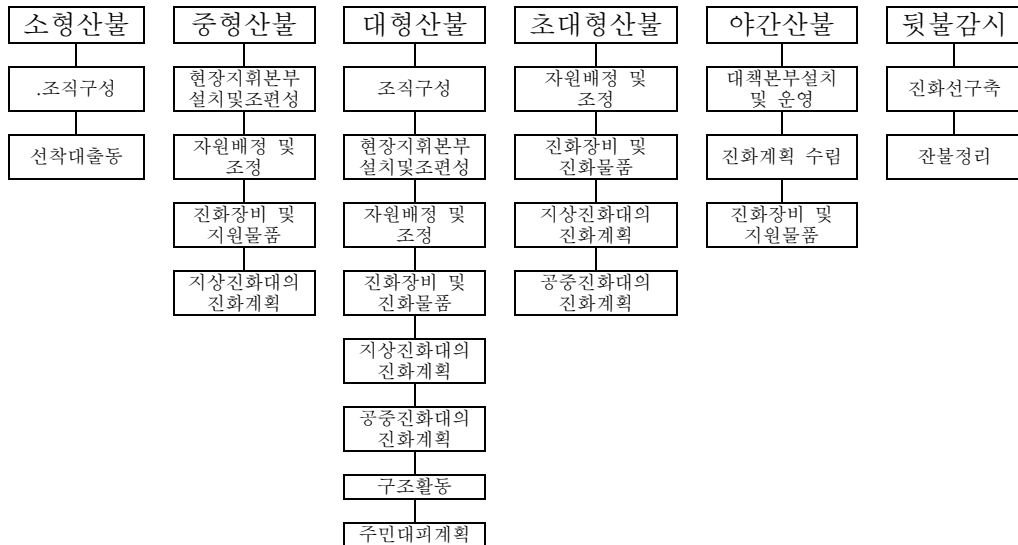 소형산불
.조직구성
선착대출동
중형산불
현장지휘본부
설치및조편성
자원배정 및
조정
진화장비 및
지원물품
지상진화대의
진화계획
대형산불
조직구성
현장지휘본부
설치및조편성
자원배정 및
조정
진화장비 및
진화물품
지상진화대의
진화계획
공중진화대의
진화계획
구조활동
주민대피계획
초대형산불
자원배정 및
조정
진화장비 및
진화물품
지상진화대의
진화계획
공중진화대의
진화계획
야간산불
대책본부설치
및 운영
진화계획 수림
진화장비 및
지원물품
뒷불감시
진화선구축
잔불정리